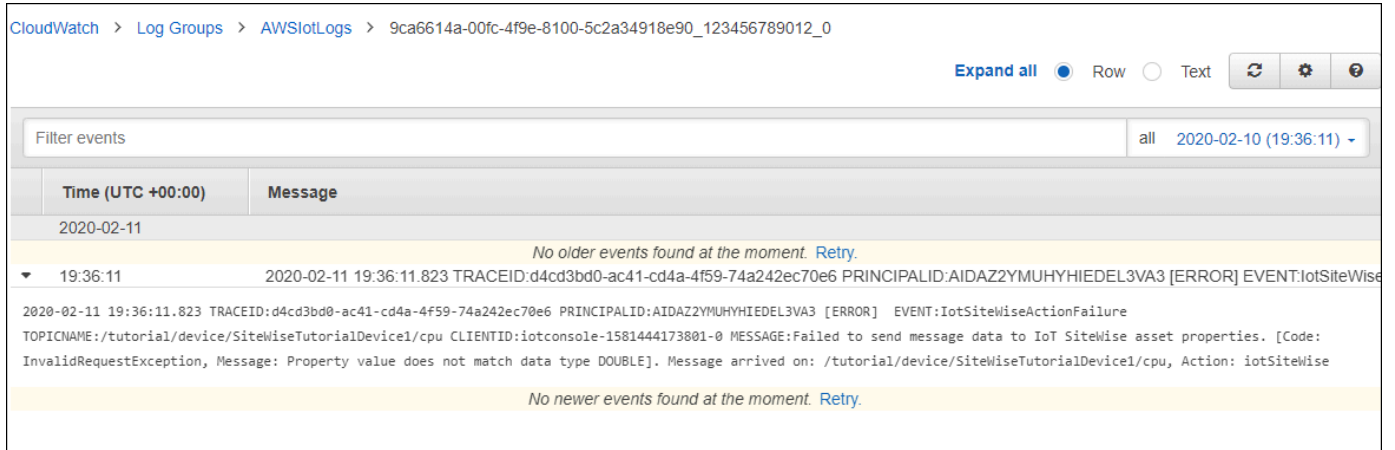 CloudWatch > Log Groups > AWSIotLogs > 9ca6614a-00fc-4f9e-8100-5c2a34918e90_123456789012_0
Expand all Row Text
Filter events all 2020-02-10 (19:36:11)
Time (UTC +00:00) Message
2020-02-11
No older events found at the moment. Retry.
19:36:11 2020-02-11 19:36:11.823 TRACEID:d4cd3bd0-ac41-cd4a-4f59-74a242ec70e6 PRINCIPALID:AIDAZ2YMUHYHIEDEL3VA3 [ERROR] EVENT:IotSiteWise
2020-02-11 19:36:11.823 TRACEID:d4cd3bd0-ac41-cd4a-4f59-74a242ec70e6 PRINCIPALID:AIDAZ2YMUHYHIEDEL3VA3 [ERROR] EVENT:IotSiteWiseActionFailure
TOPICNAME:/tutorial/device/SiteWiseTutorialDevice1/cpu CLIENTID:iotconsole-1581444173801-0 MESSAGE:Failed to send message data to IoT SiteWise asset properties. [Code:
InvalidRequestException, Message: Property value does not match data type DOUBLE]. Message arrived on: /tutorial/device/SiteWiseTutorialDevice1/cpu, Action: iotSiteWise
No newer events found at the moment. Retry.